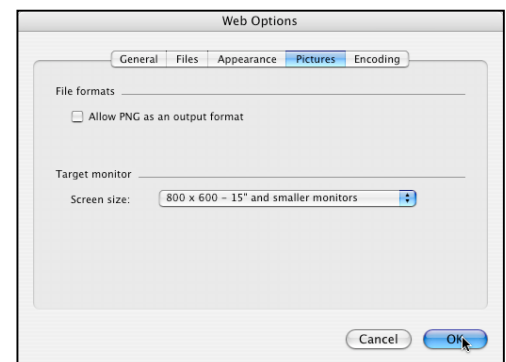 Web Options
General Files Appearance Pictures Encoding
File formats
Allow PNG as an output format
Target monitor
Screen size: 800 x 600 – 15" and smaller monitors
Cancel OK